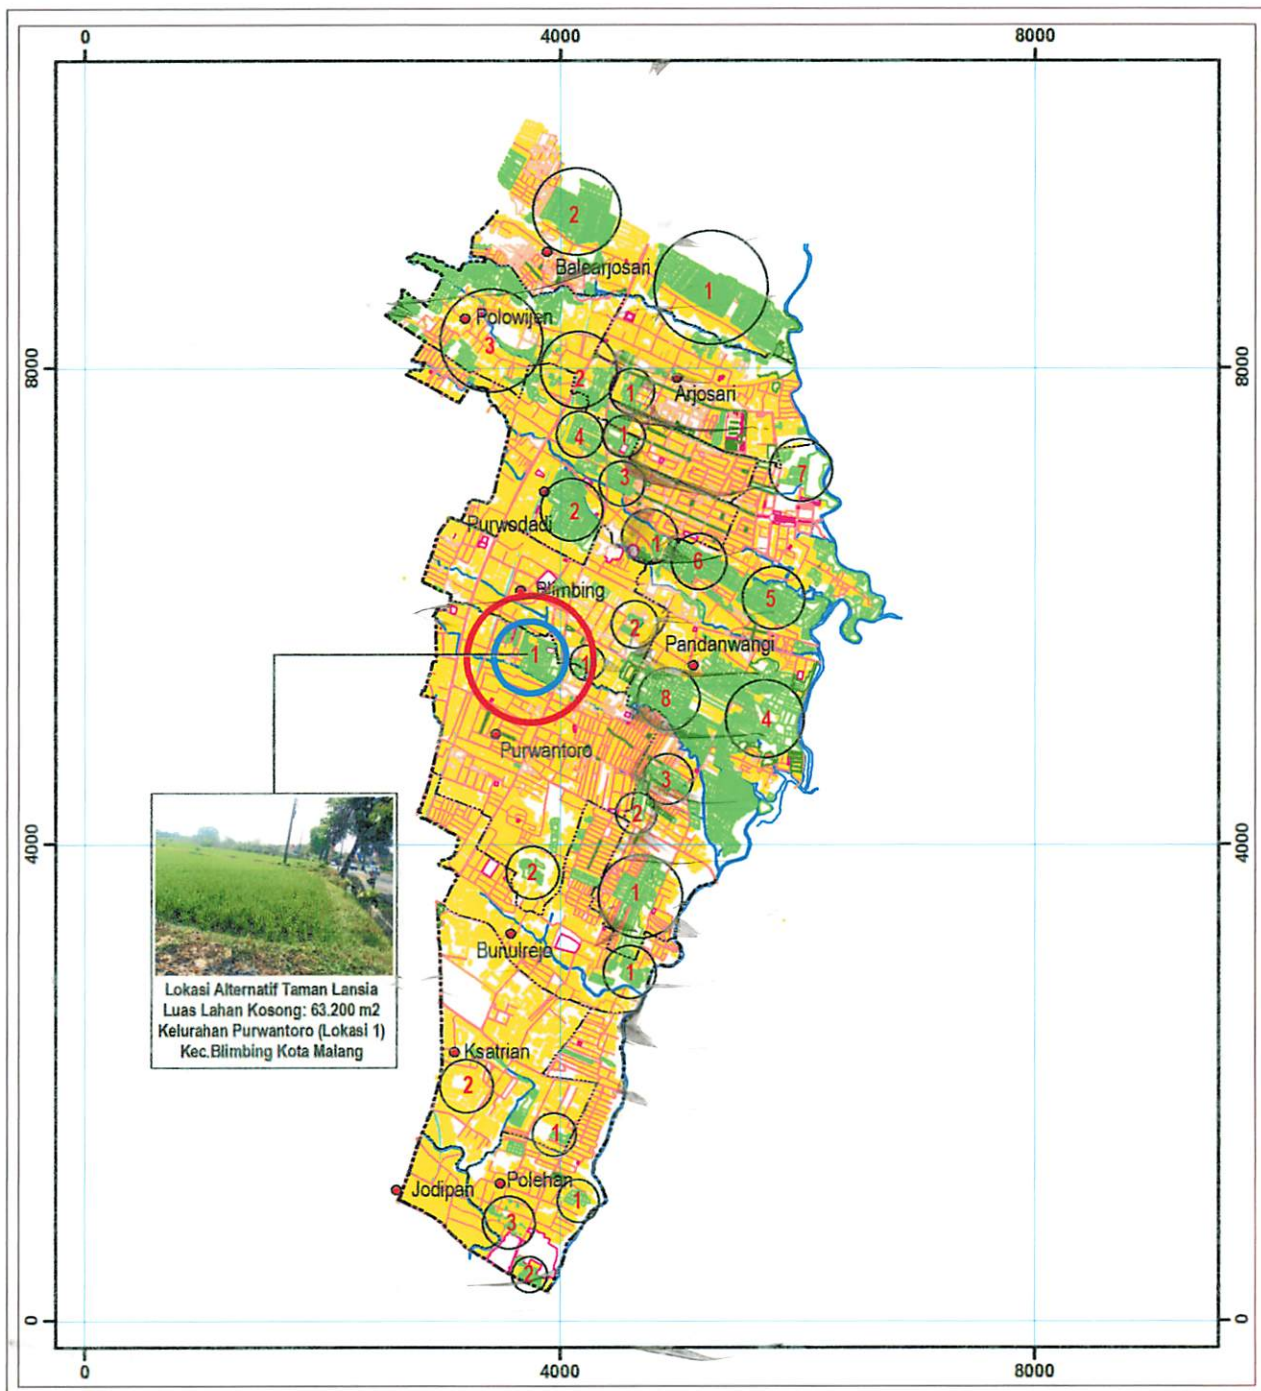 0 4000 8000
2
Balearjosari
1
Polowijen
3
8000 8000
2
1
Arjosari
4
1
7
3
2
Purwodadi
1
6
Blimbing
5
2
Pandanwangi
1
1
8
4
Purwantoro
3
2
4000 4000
2
1
Bunulrejo
1
Lokasi Alternatif Taman Lansia
Luas Lahan Kosong: 63.200 m2
Kelurahan Purwantoro (Lokasi 1)
Kec.Blimbing Kota Malang
Ksatrian
2
1
Polehan
Jodipan
1
3
2
0 0
0 4000 8000